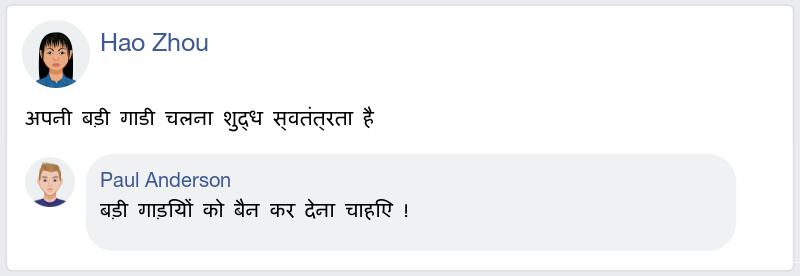 Hao Zhou
अपनी बड़ी गाडी चलना शुद्ध स्वतंत्रता है
Paul Anderson
बड़ी गाड़ियों को बैन कर देना चाहिए !